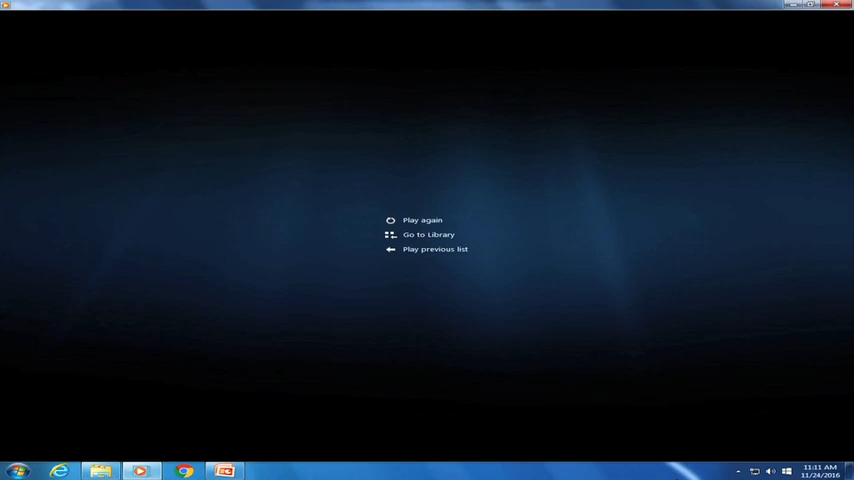 Play again
Go to Library
Play previous list
11:11 AM
11/24/2016